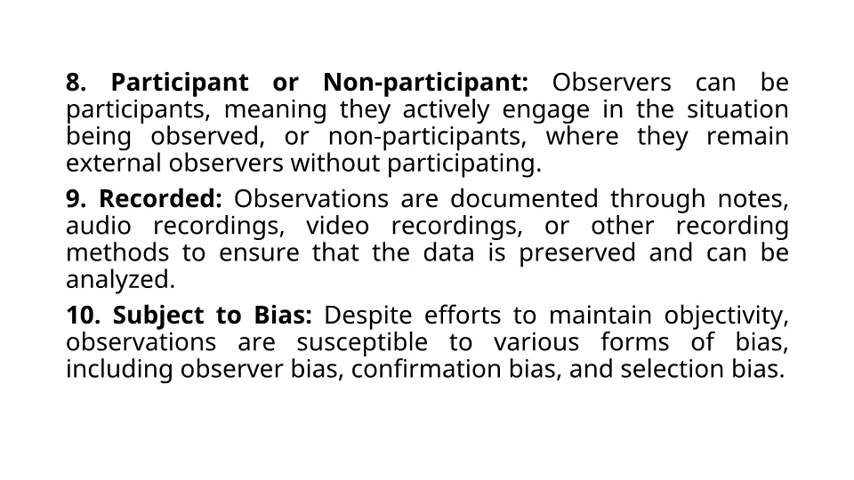 8. Participant or Non-participant: Observers can be
participants, meaning they actively engage in the situation
being observed, or non-participants, where they remain
external observers without participating.
9. Recorded: Observations are documented through notes,
audio recordings, video recordings, or other recording
methods to ensure that the data is preserved and can be
analyzed.
10. Subject to Bias: Despite efforts to maintain objectivity,
observations are susceptible to various forms of bias,
including observer bias, confirmation bias, and selection bias.